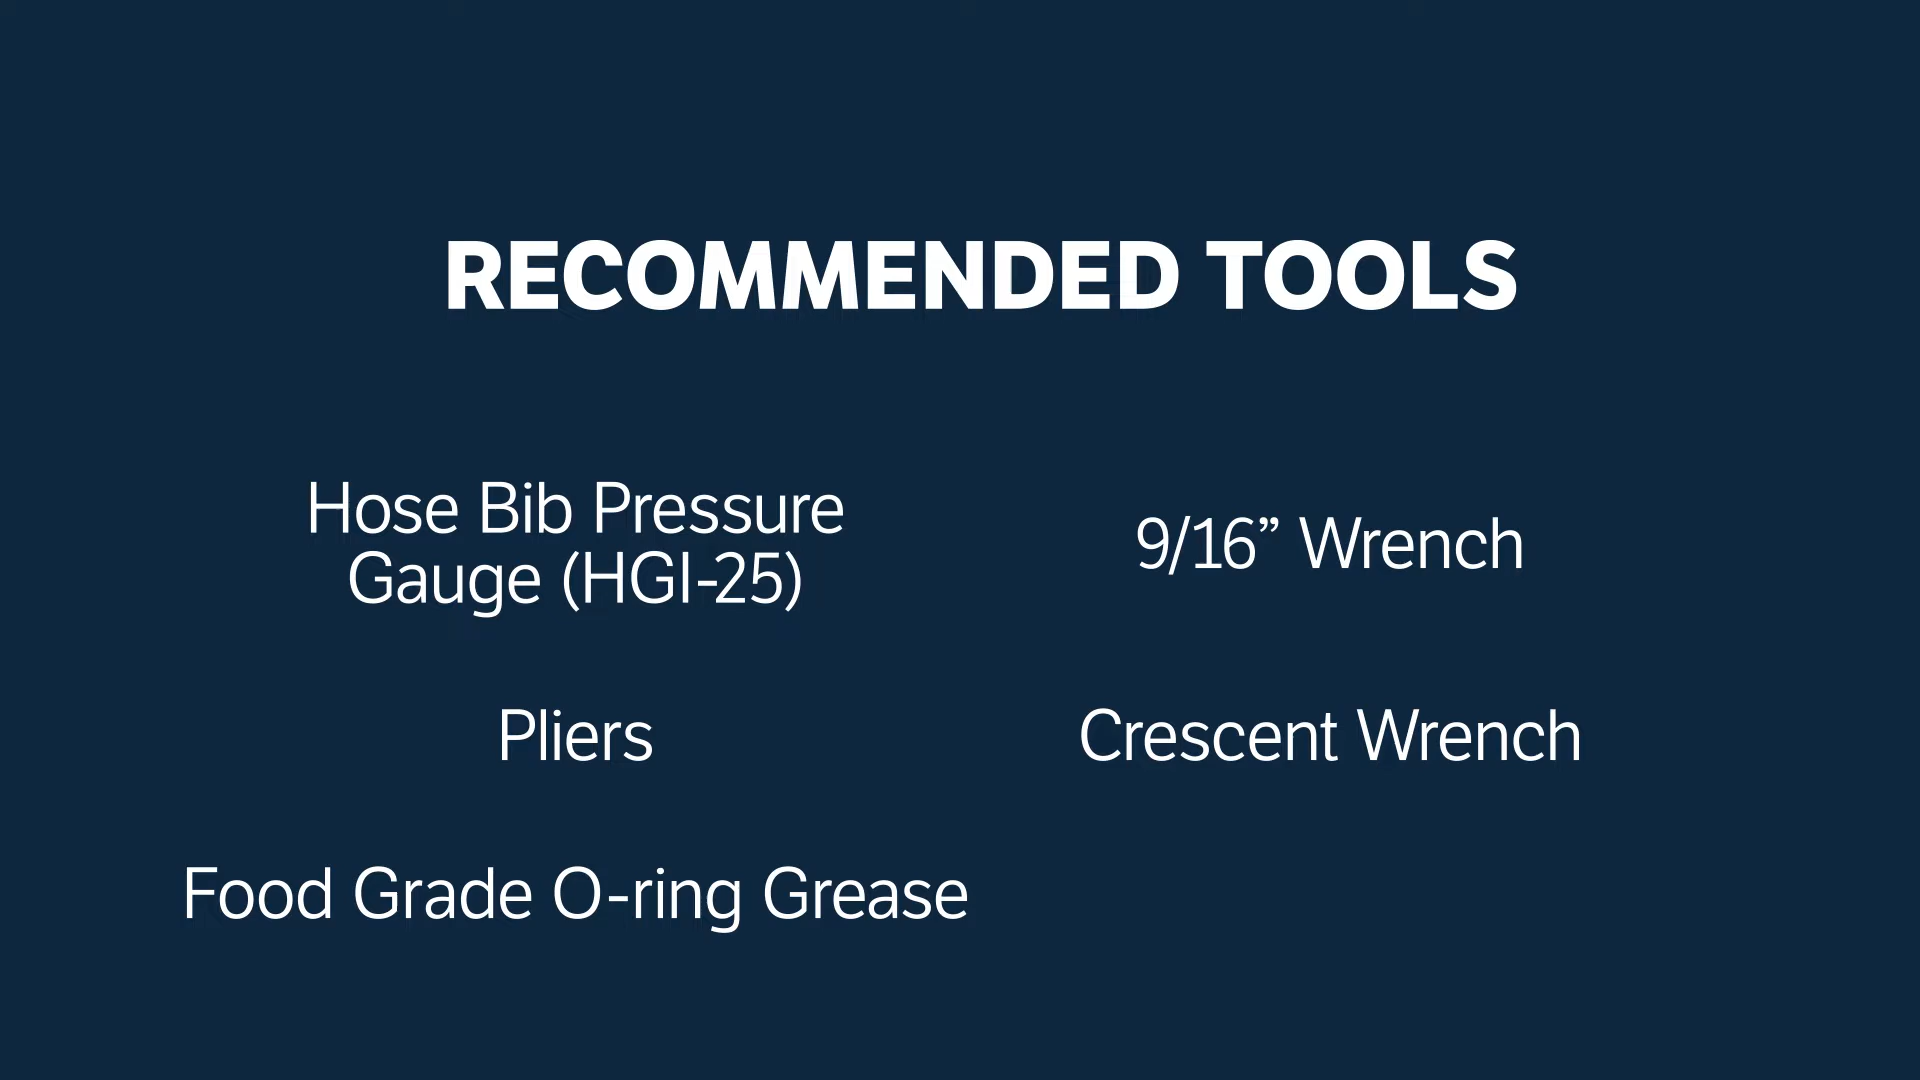 RECOMMENDED TOOLS
Hose Bib Pressure
Gauge (HGI-25)
9/16” Wrench
Pliers
Crescent Wrench
Food Grade O-ring Grease